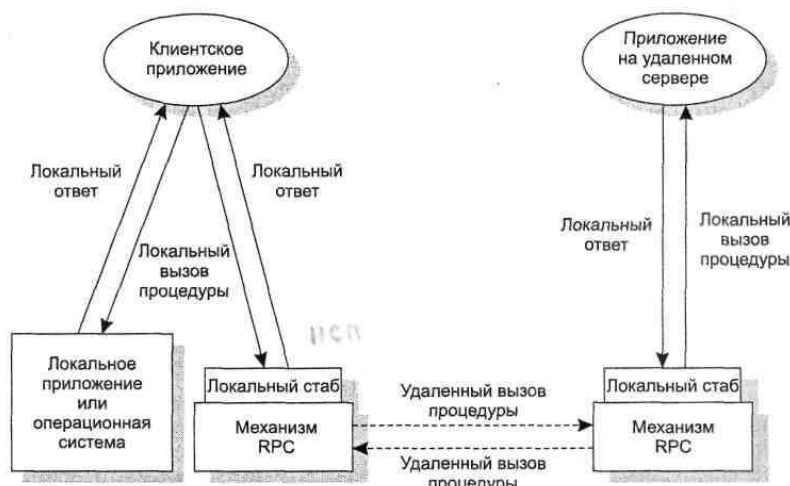 Клиентское
приложение
Приложение
на удаленном
сервере
Локальный
ответ
Локальный
ответ
Локальный
вызов
процедуры
Локальный
ответ
Локальный
вызов
процедуры
Локальное
приложение
или
операционная
система
Локальный стаб
Механизм
RPC
Удаленный вызов
процедуры
Удаленный вызов
процедуры
Локальный стаб
Механизм
RPC